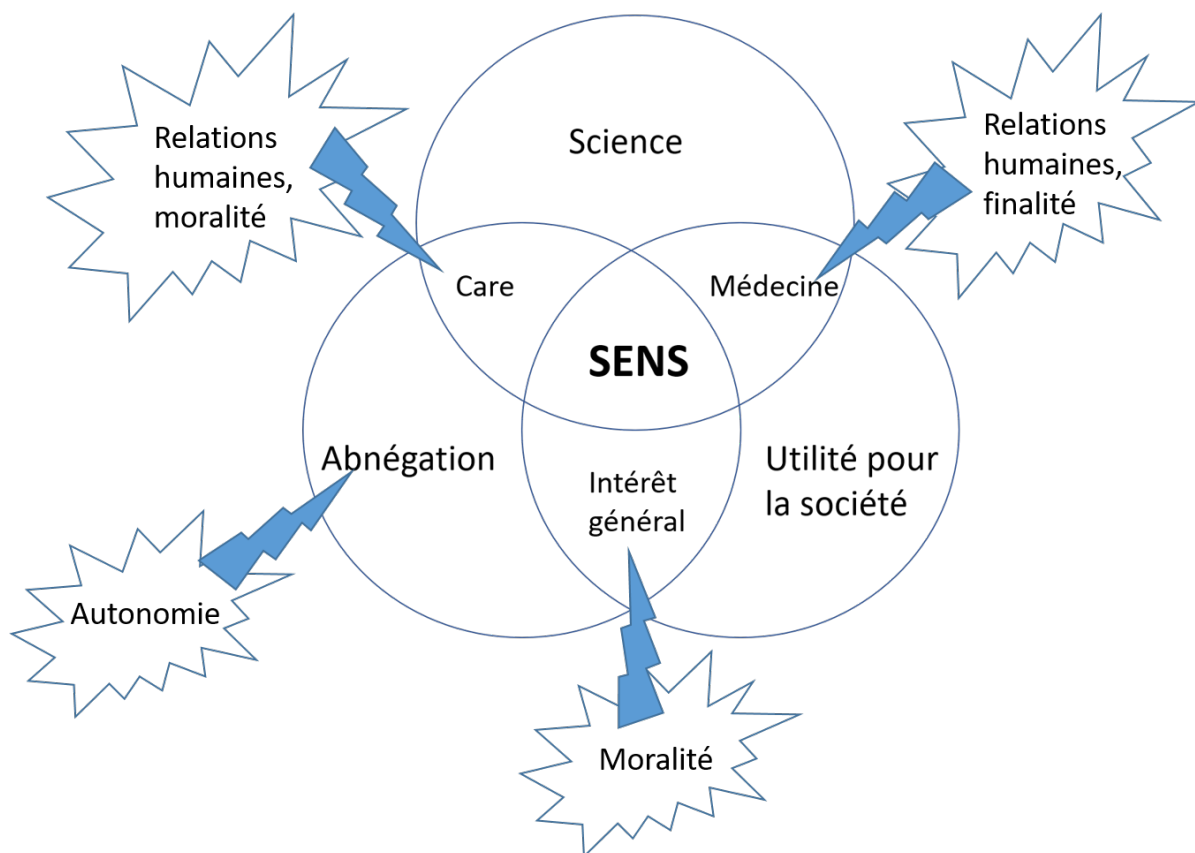 Science
Relations
humaines,
moralité
Relations
humaines,
finalité
Care
Médecine
SENS
Abnégation
Utilité pour
la société
Intérêt
général
Autonomie
Moralité